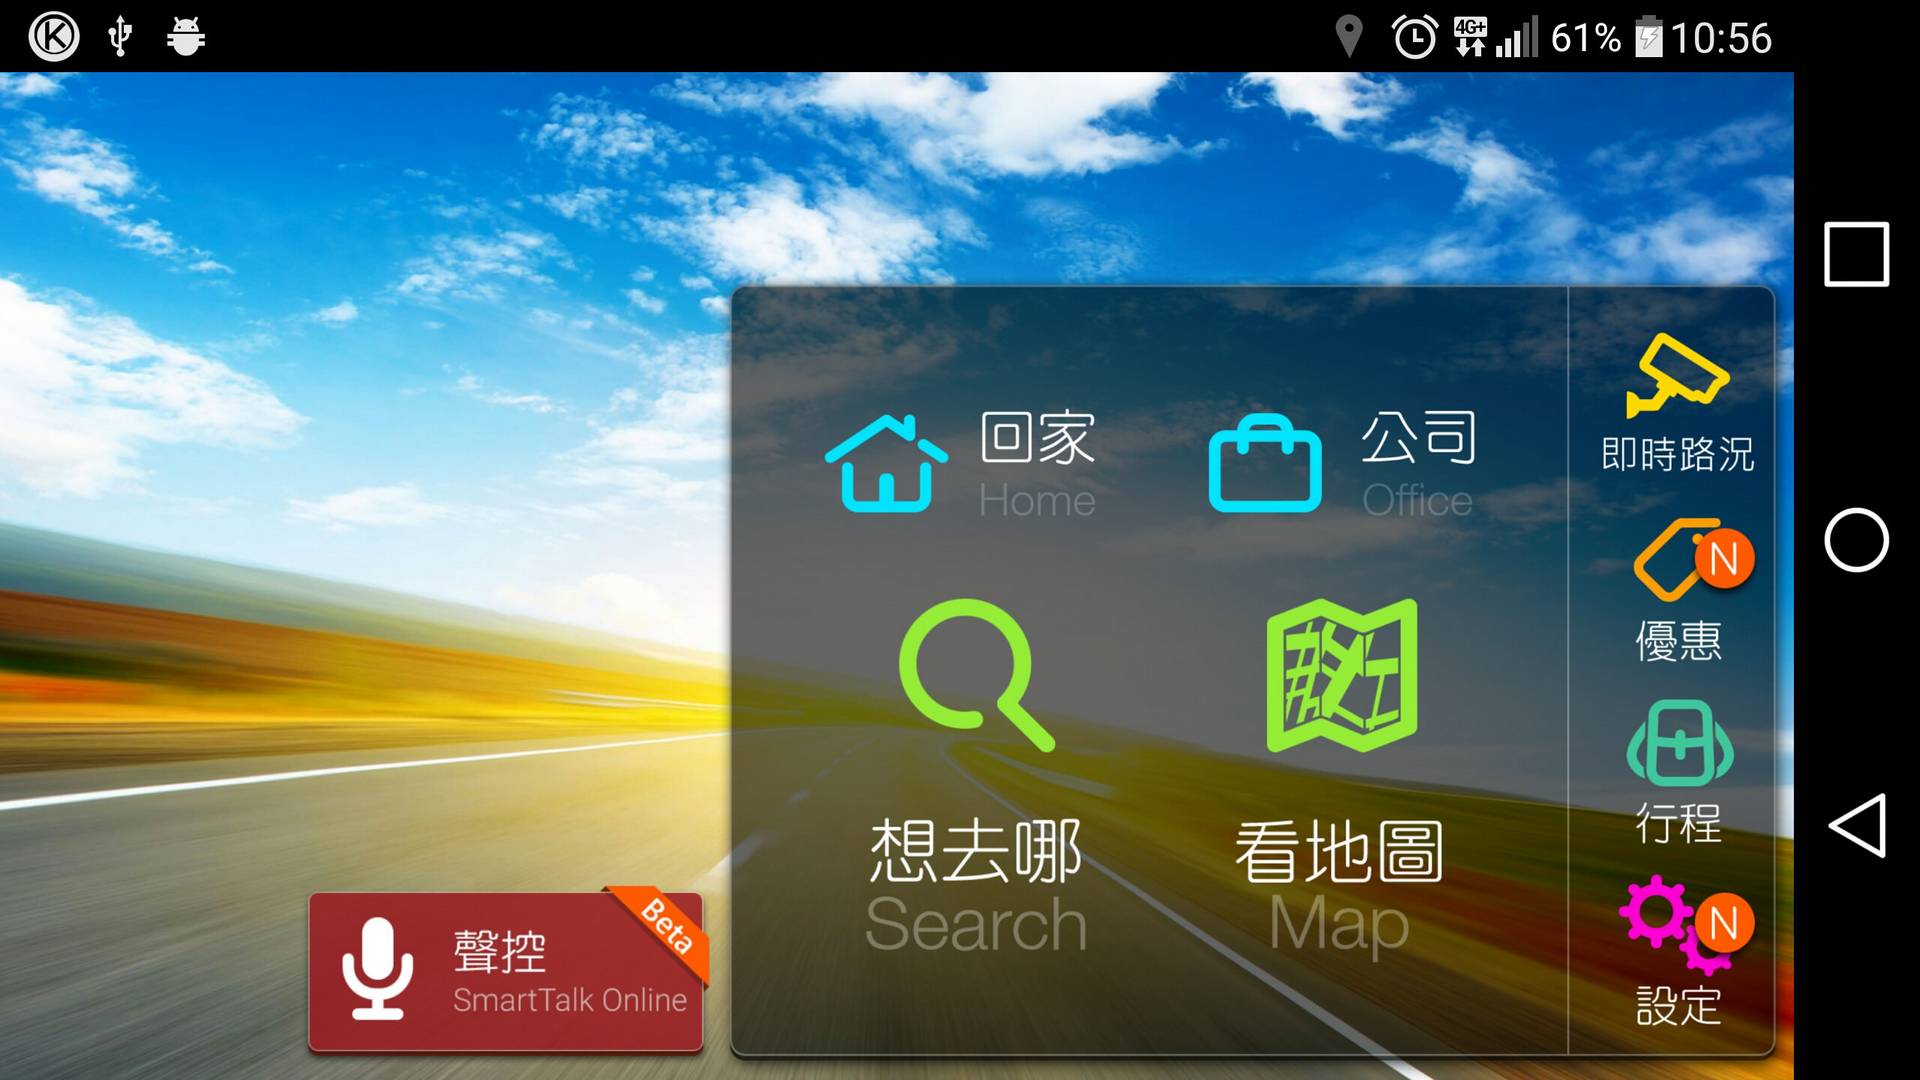 4G+ 61% 10:56
回家
Home
公司
Office
即時路況
N
優惠
想去哪
Search
看地圖
Map
行程
N
設定
Beta
聲控
SmartTalk Online